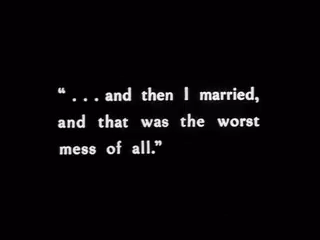 “ . . . and then I married,
and that was the worst
mess of all.”